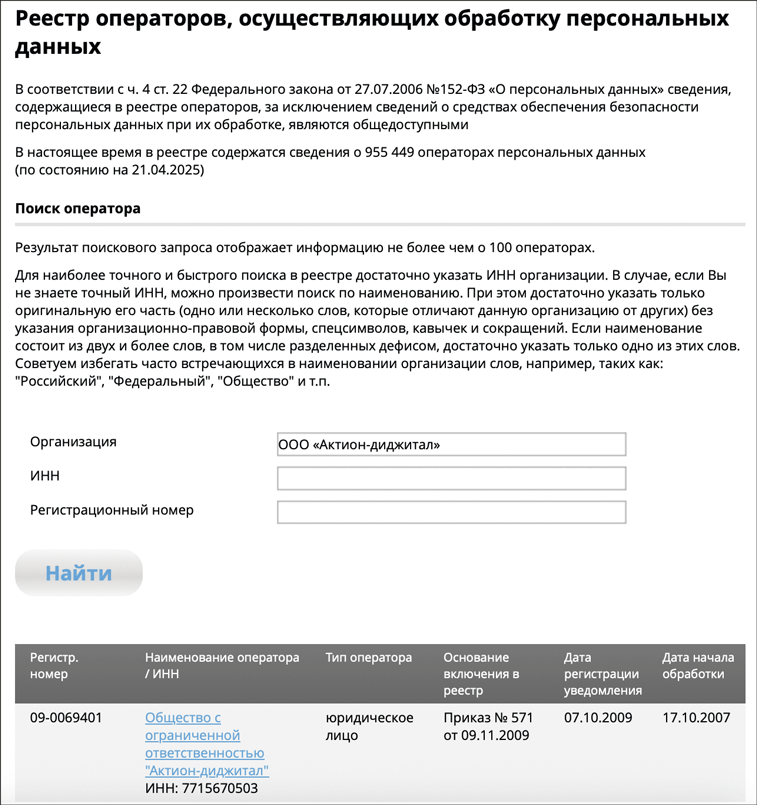 Реестр операторов, осуществляющих обработку персональных
данных
В соответствии с ч. 4 ст. 22 Федерального закона от 27.07.2006 №152-ФЗ «О персональных данных» сведения,
содержащиеся в реестре операторов, за исключением сведений о средствах обеспечения безопасности
персональных данных при их обработке, являются общедоступными
В настоящее время в реестре содержатся сведения о 955 449 операторах персональных данных
(по состоянию на 21.04.2025)
Поиск оператора
Результат поискового запроса отображает информацию не более чем о 100 операторах.
Для наиболее точного и быстрого поиска в реестре достаточно указать ИНН организации. В случае, если Вы
не знаете точный ИНН, можно произвести поиск по наименованию. При этом достаточно указать только
оригинальную его часть (одно или несколько слов, которые отличают данную организацию от других) без
указания организационно-правовой формы, спецсимволов, кавычек и сокращений. Если наименование
состоит из двух и более слов, в том числе разделенных дефисом, достаточно указать только одно из этих слов.
Советуем избегать часто встречающихся в наименовании организации слов, например, таких как:
"Российский", "Федеральный", "Общество" и т.п.
Организация ООО «Актион-диджитал»
ИНН
Регистрационный номер
Найти
Регистр. Наименование оператора Тип оператора Основание Дата Дата начала
номер / ИНН включения в регистрации обработки
реестр уведомления
09-0069401 Общество с юридическое Приказ № 571 07.10.2009 17.10.2007
ограниченной лицо от 09.11.2009
ответственностью
"Актион-диджитал"
ИНН: 7715670503